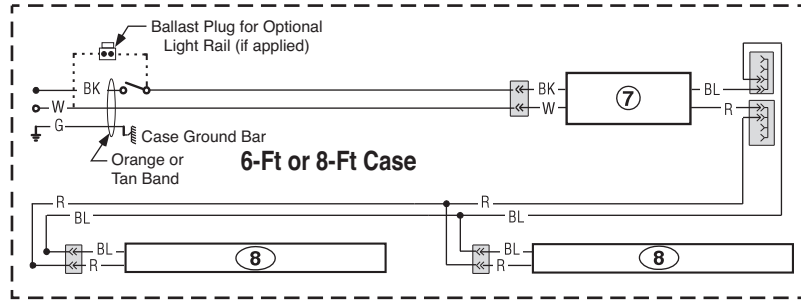 Ballast Plug for Optional
Light Rail (if applied)
BK
W
G
Case Ground Bar
Orange or
Tan Band
6-Ft or 8-Ft Case
BK
W
7
BL
R
R
BL
R
BL
BL
R
8
BL
R
8